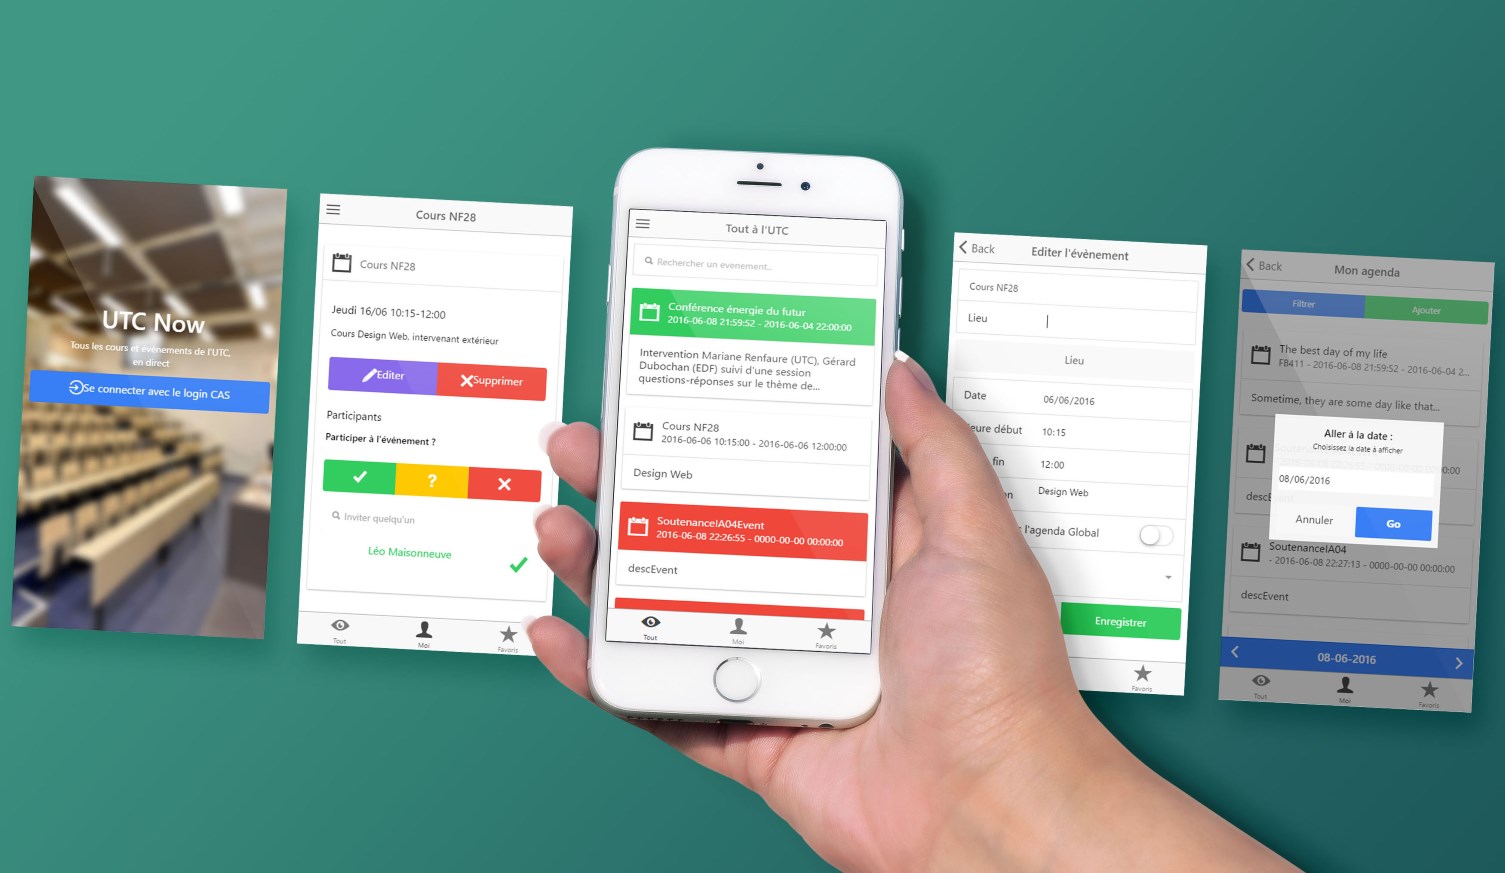 UTC Now
Tous les cours et événements de l'UTC,
en direct
Se connecter avec le login CAS
Cours NF28
Cours NF28
Jeudi 16/06 10:15-12:00
Cours Design Web, intervenant extérieur
Editer
Supprimer
Participants
Participer à l'événement ?
?
Inviter quelqu'un
Léo Maisonneuve
Tout
Moi
Favoris
Tout à l'UTC
Rechercher un evenement...
Conférence énergie du futur
2016-06-08 21:59:52 - 2016-06-04 22:00:00
Intervention Mariane Renfaure (UTC), Gérard
Dubochan (EDF) suivi d'une session
questions-réponses sur le thème de...
Cours NF28
2016-06-06 10:15:00 - 2016-06-06 12:00:00
Design Web
SoutenanceIA04Event
2016-06-08 22:26:55 - 0000-00-00 00:00:00
descEvent
Tout
Moi
Favoris
Back
Editer l'évènement
Cours NF28
Lieu
Lieu
Date 06/06/2016
eure début 10:15
fin 12:00
on Design Web
l'agenda Global
Enregistrer
Favoris
Back
Mon agenda
Filtrer
Ajouter
The best day of my life
FB411 - 2016-06-08 21:59:52 - 2016-06-04 2...
Sometime, they are some day like that...
Aller à la date :
Choisissez la date à afficher
08/06/2016
Annuler
Go
SoutenanceIA04
- 2016-06-08 22:27:13 - 0000-00-00 00:00:00
descEvent
08-06-2016
Tout
Moi
Favoris